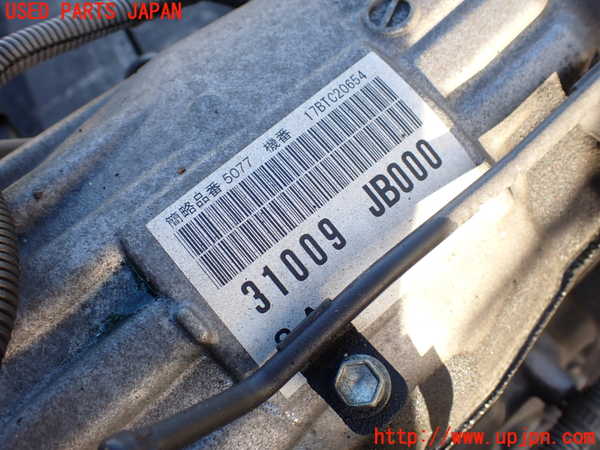 USED PARTS JAPAN
簡略品番 5077 機番 17BTC20654
31009 JB000
http://www.upjpn.com